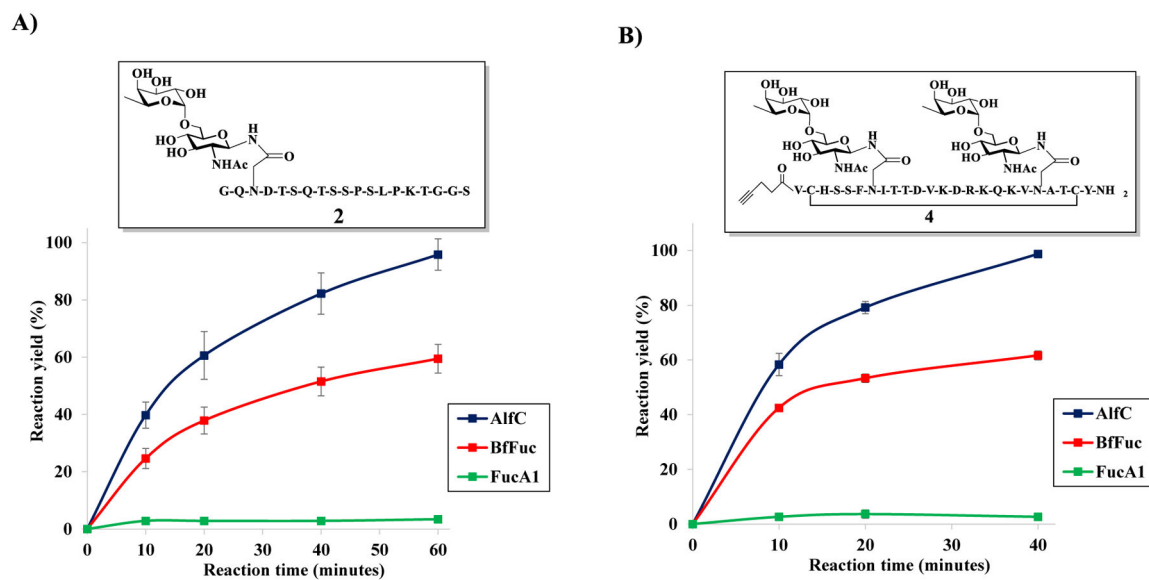 A)
OH
OH
OH
O
O
O
HO
HO
O
H
N
NHAc
O
G-Q-N-D-T-S-Q-T-S-S-P-S-L-P-K-T-G-G-S
2
Reaction yield (%)
100
80
60
40
20
0
0 10 20 30 40 50 60
Reaction time (minutes)
AlfC
BfFuc
FucA1
B)
OH
OH
OH
O
O
O
HO
HO
O
H
N
NHAc
O
OH
OH
OH
O
O
O
HO
HO
O
H
N
NHAc
O
O
V-C-H-S-S-F-N-I-T-T-D-V-K-D-R-K-Q-K-V-N-A-T-C-Y-NH 2
4
Reaction yield (%)
100
80
60
40
20
0
0 10 20 30 40
Reaction time (minutes)
AlfC
BfFuc
FucA1